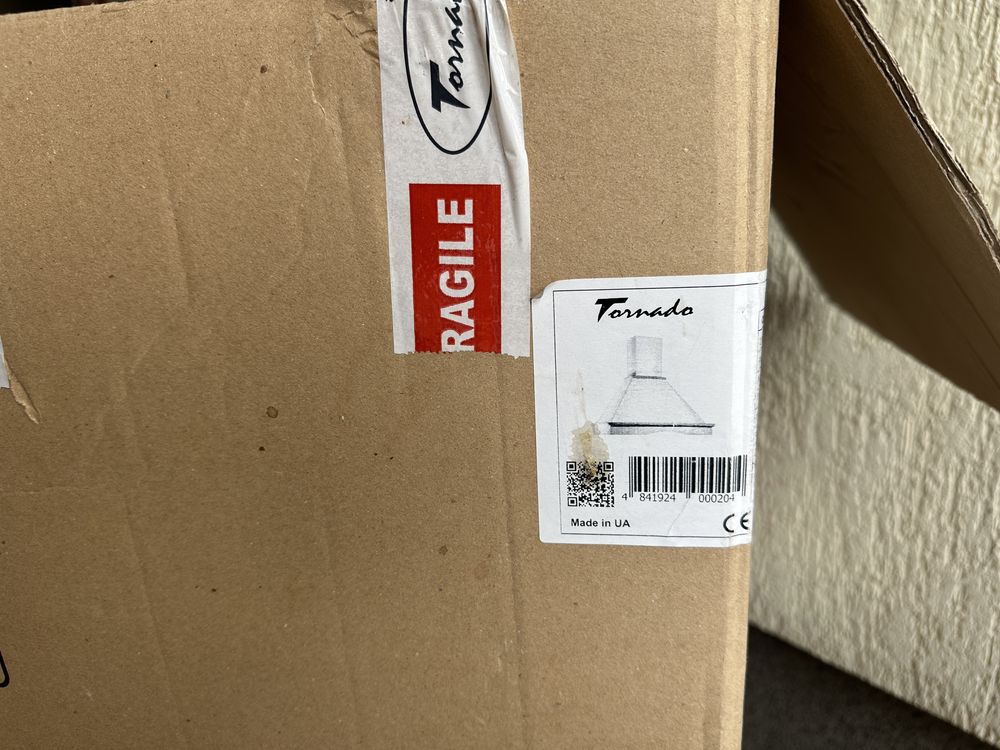 Torna
RAGILE
Tornado
4 841924 000204
Made in UA
CE